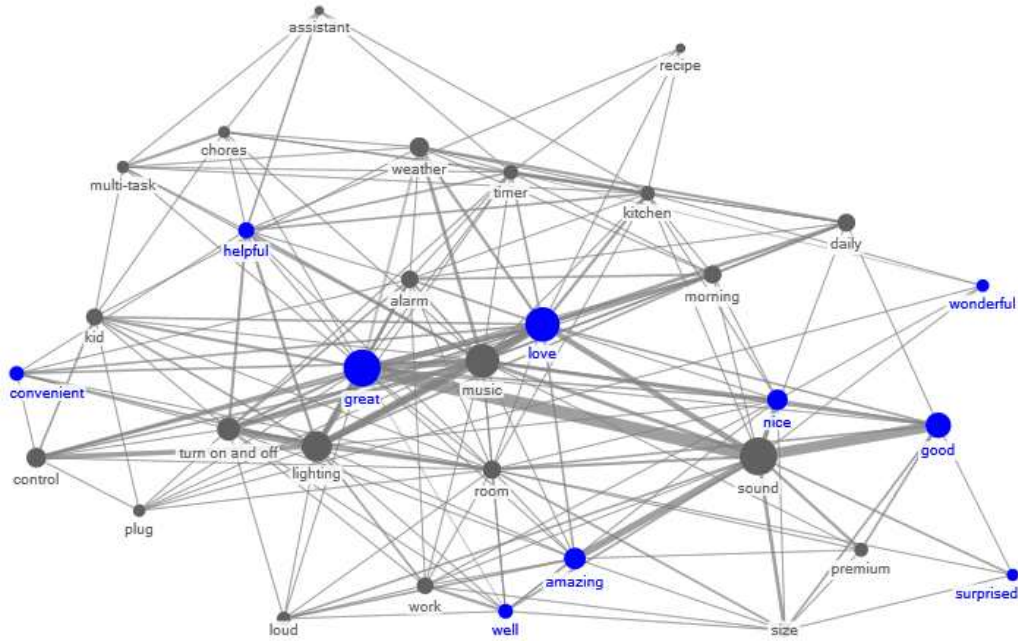 assistant
recipe
chores
weather
multi-task
timer
kitchen
daily
helpful
alarm
morning
wonderful
kid
love
convenient
great
music
nice
turn on and off
lighting
good
control
room
sound
plug
premium
amazing
surprised
work
loud
well
size